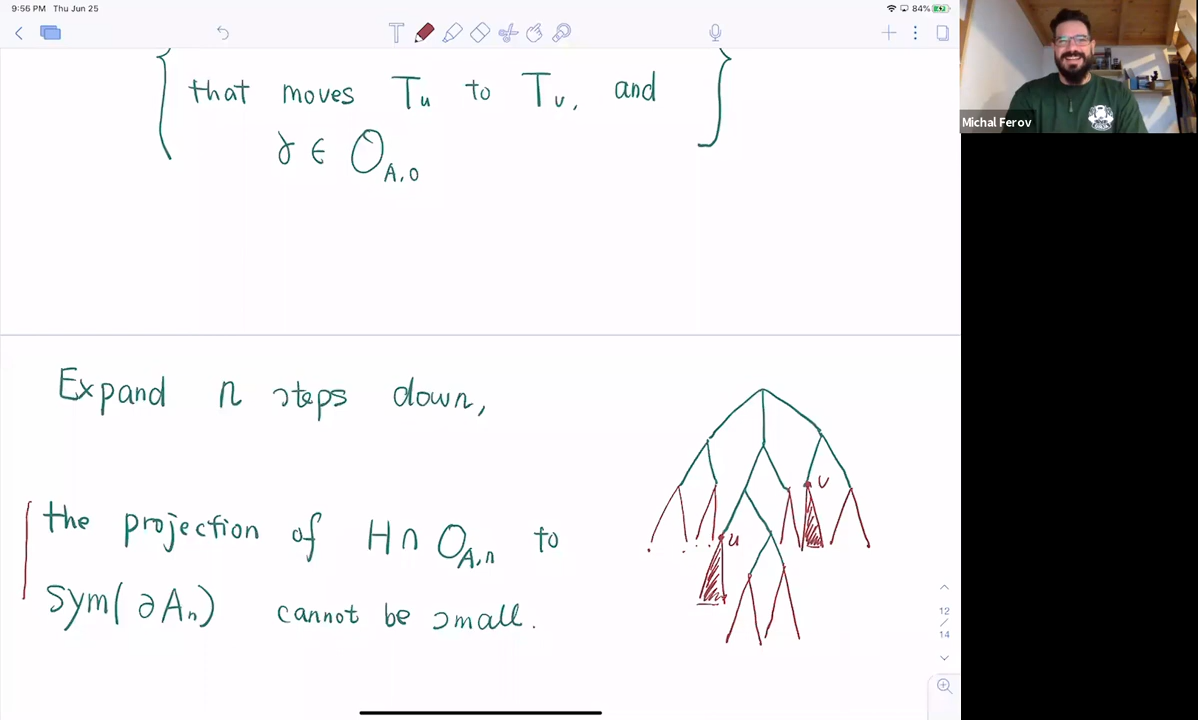 9:56 PM Thu Jun 25
84%
that moves T_u to T_v, and
γ ∈ O_{A,0}
Michal Ferov
Expand n steps down,
the projection of H∩ O_{A,n} to
Sym(∂A_n) cannot be small.
v
u
12
/
14